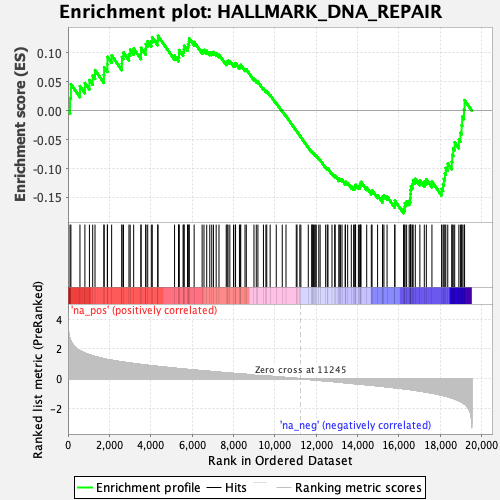 Enrichment plot: HALLMARK_DNA_REPAIR
Enrichment score (ES)
0.10
0.05
0.00
-0.05
-0.10
-0.15
'na_pos' (positively correlated)
Ranked list metric (PreRanked)
4
2
0
-2
Zero cross at 11245
'na_neg' (negatively correlated)
0 2,000 4,000 6,000 8,000 10,000 12,000 14,000 16,000 18,000 20,000
Rank in Ordered Dataset
Enrichment profile Hits Ranking metric scores